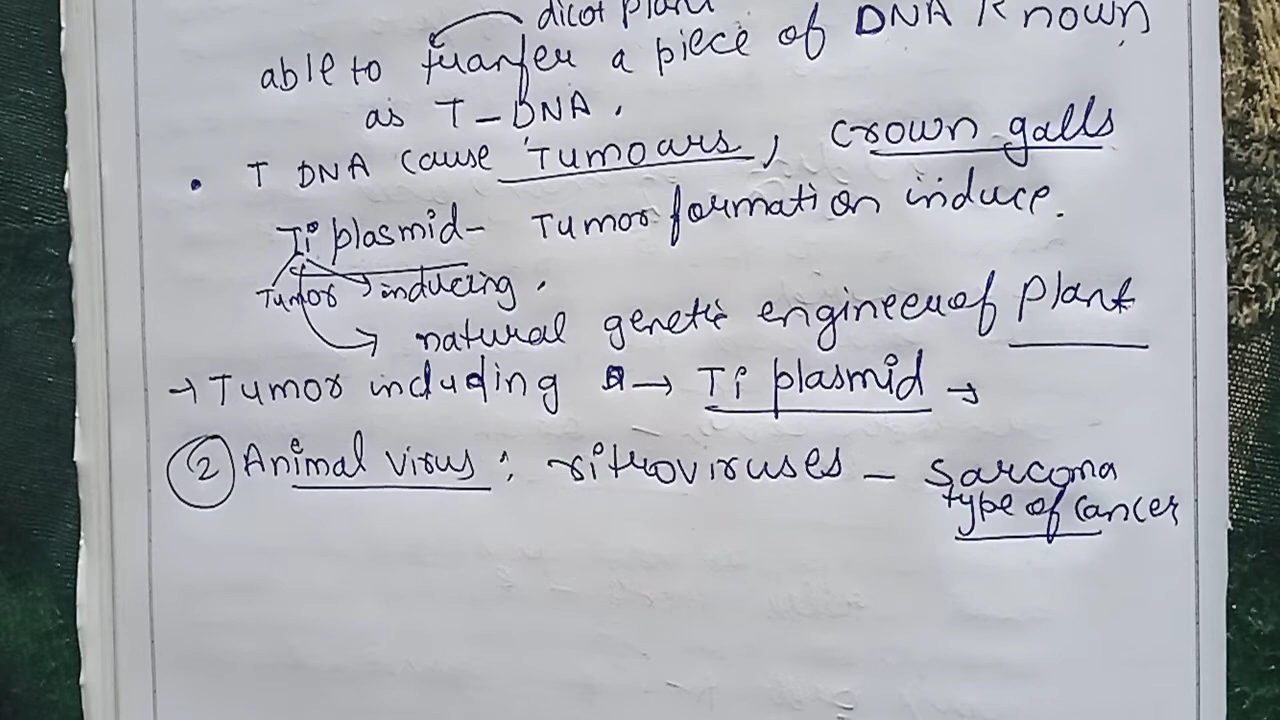 dicot plant
able to tranfer a piece of DNA Known
as T-DNA.
• T DNA cause Tumours, Crown galls
Ti plasmid- Tumor formation induce.
Tumor inducing.
→ natural genetic engineer of plant
→ Tumor including → Ti plasmid →
② Animal virus: ritroviruses - Sarcoma
type of cancer